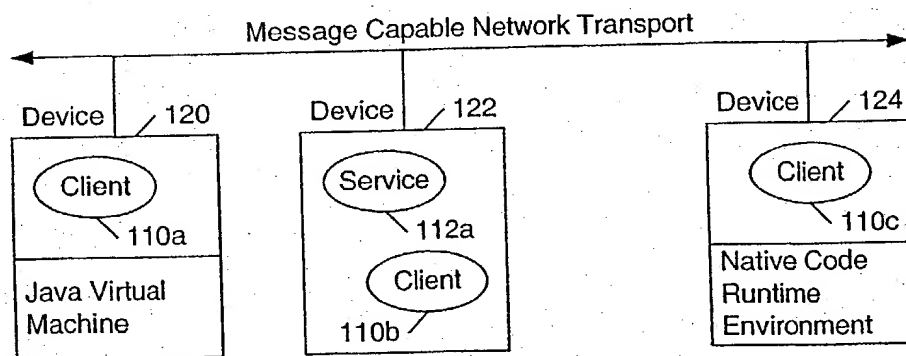 Message Capable Network Transport
Device 120
Client
110a
Java Virtual
Machine
Device 122
Service
112a
Client
110b
Device 124
Client
110c
Native Code
Runtime
Environment